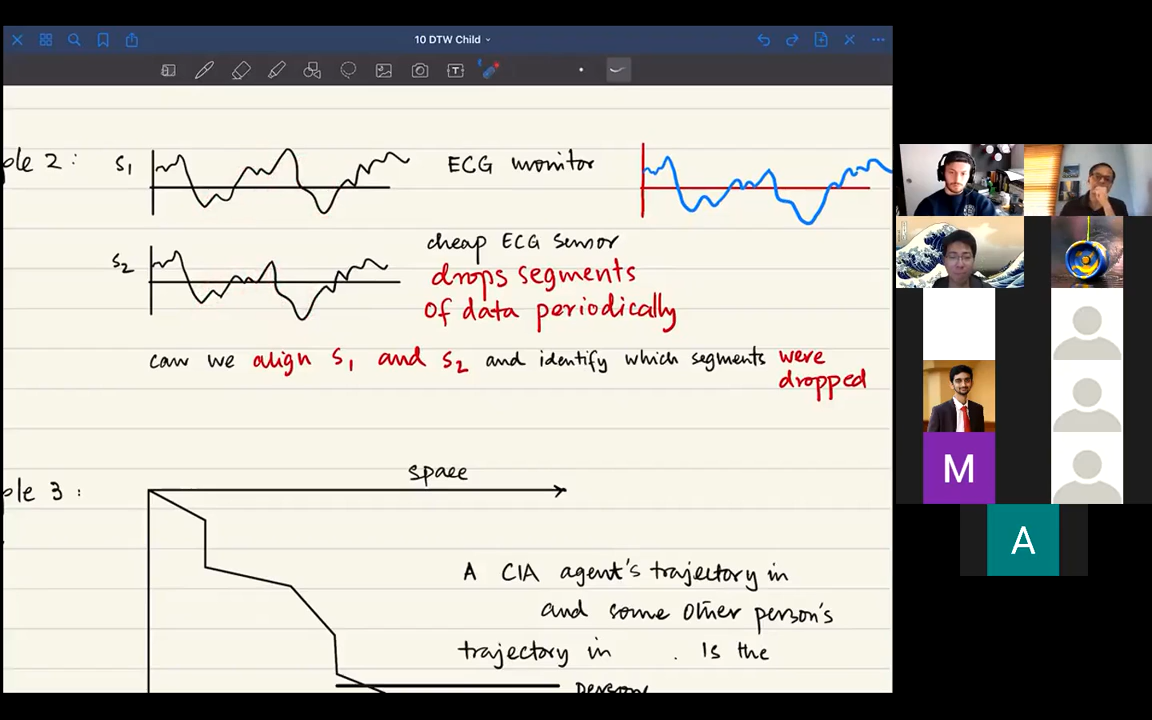 10 DTW Child
ple 2 :
S1
ECG monitor
S2
cheap ECG sensor
drops segments
of data periodically
can we align S1 and S2 and identify which segments were
dropped
ple 3 :
space
A CIA agent's trajectory in
and some other person's
trajectory in . Is the
person
M
A